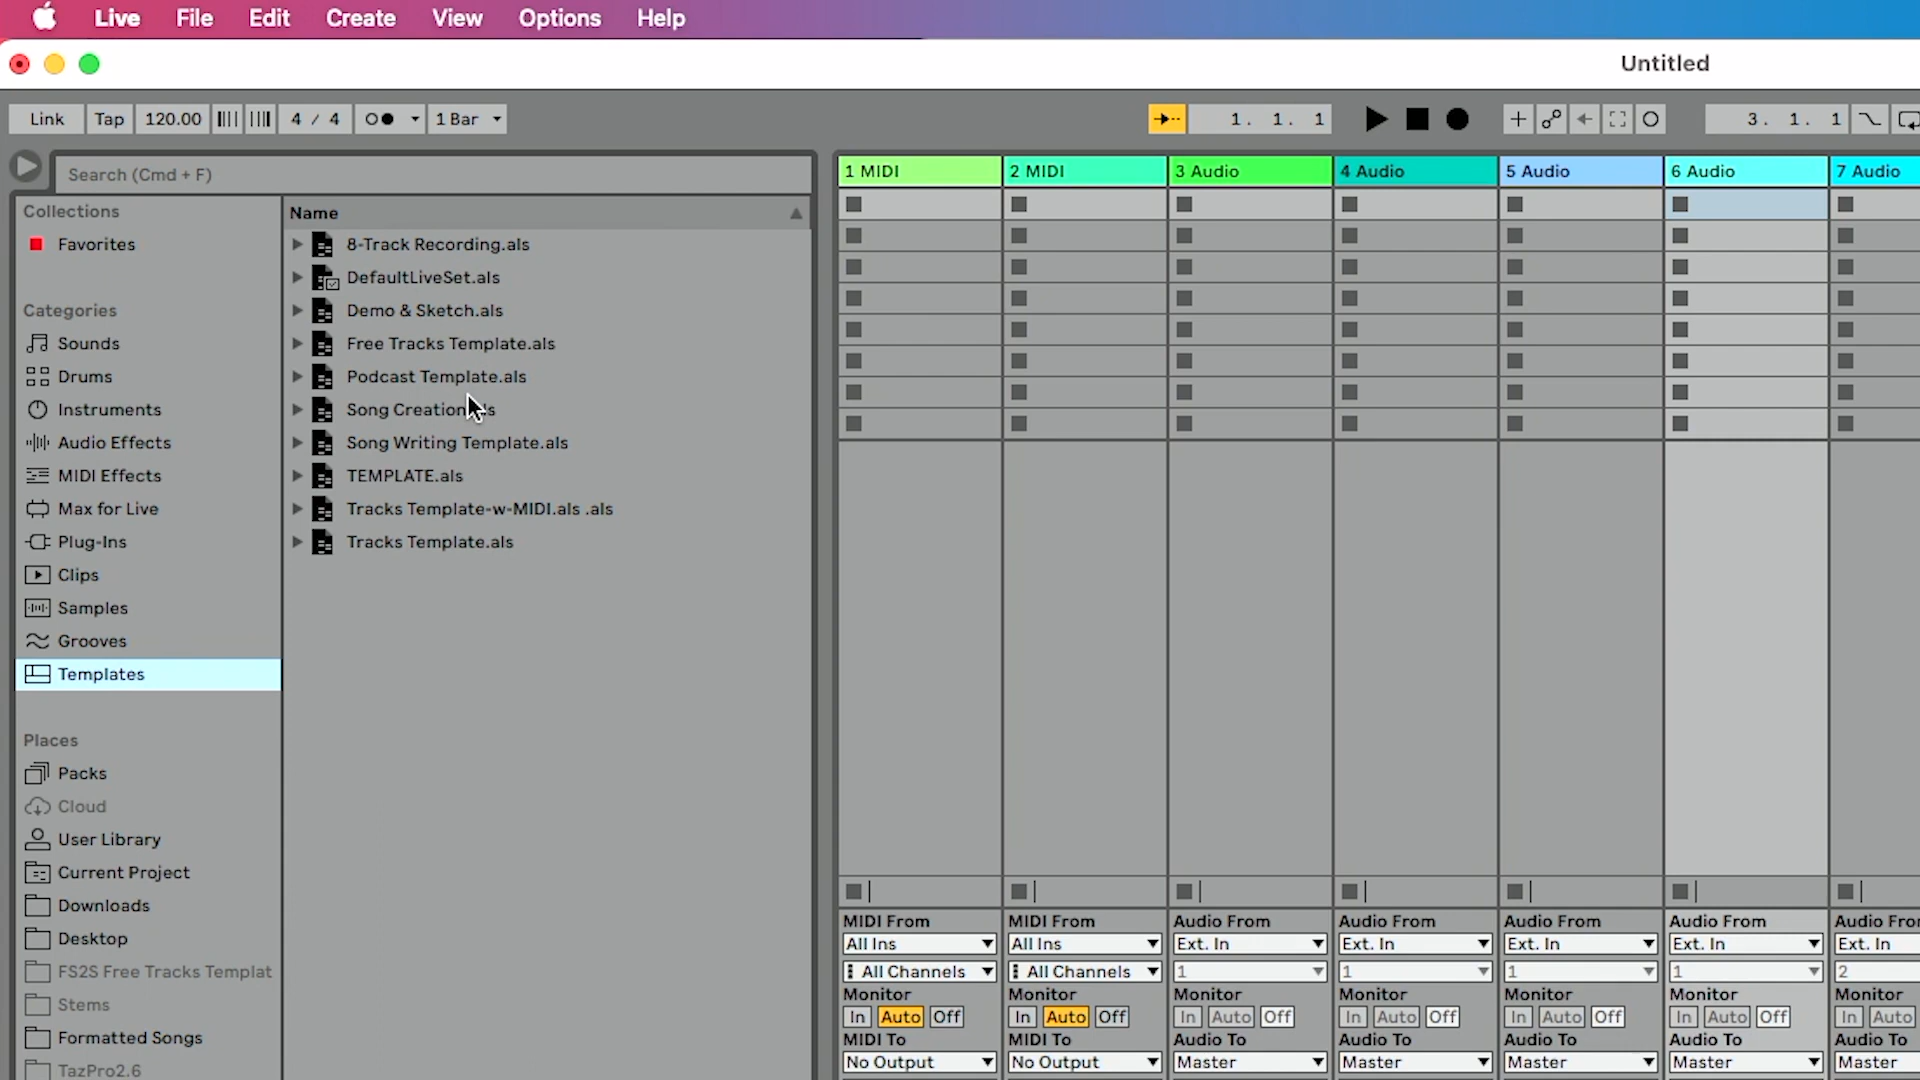 Live File Edit Create View Options Help
Untitled
Link Tap 120.00 4 / 4 1 Bar 1. 1. 1 3. 1. 1
Search (Cmd + F)
Collections
Favorites
Categories
Sounds
Drums
Instruments
Audio Effects
MIDI Effects
Max for Live
Plug-Ins
Clips
Samples
Grooves
Templates
Places
Packs
Cloud
User Library
Current Project
Downloads
Desktop
FS2S Free Tracks Templat
Stems
Formatted Songs
TazPro2.6
Name
8-Track Recording.als
DefaultLiveSet.als
Demo & Sketch.als
Free Tracks Template.als
Podcast Template.als
Song Creation
Song Writing Template.als
TEMPLATE.als
Tracks Template-w-MIDI.als .als
Tracks Template.als
1 MIDI 2 MIDI 3 Audio 4 Audio 5 Audio 6 Audio 7 Audio
MIDI From MIDI From Audio From Audio From Audio From Audio From Audio Fro
All Ins All Ins Ext. In Ext. In Ext. In Ext. In Ext. In
All Channels All Channels 1 1 1 1 2
Monitor Monitor Monitor Monitor Monitor Monitor Monitor
In Auto Off In Auto Off In Auto Off In Auto Off In Auto Off In Auto Off In Auto
MIDI To MIDI To Audio To Audio To Audio To Audio To Audio To
No Output No Output Master Master Master Master Master